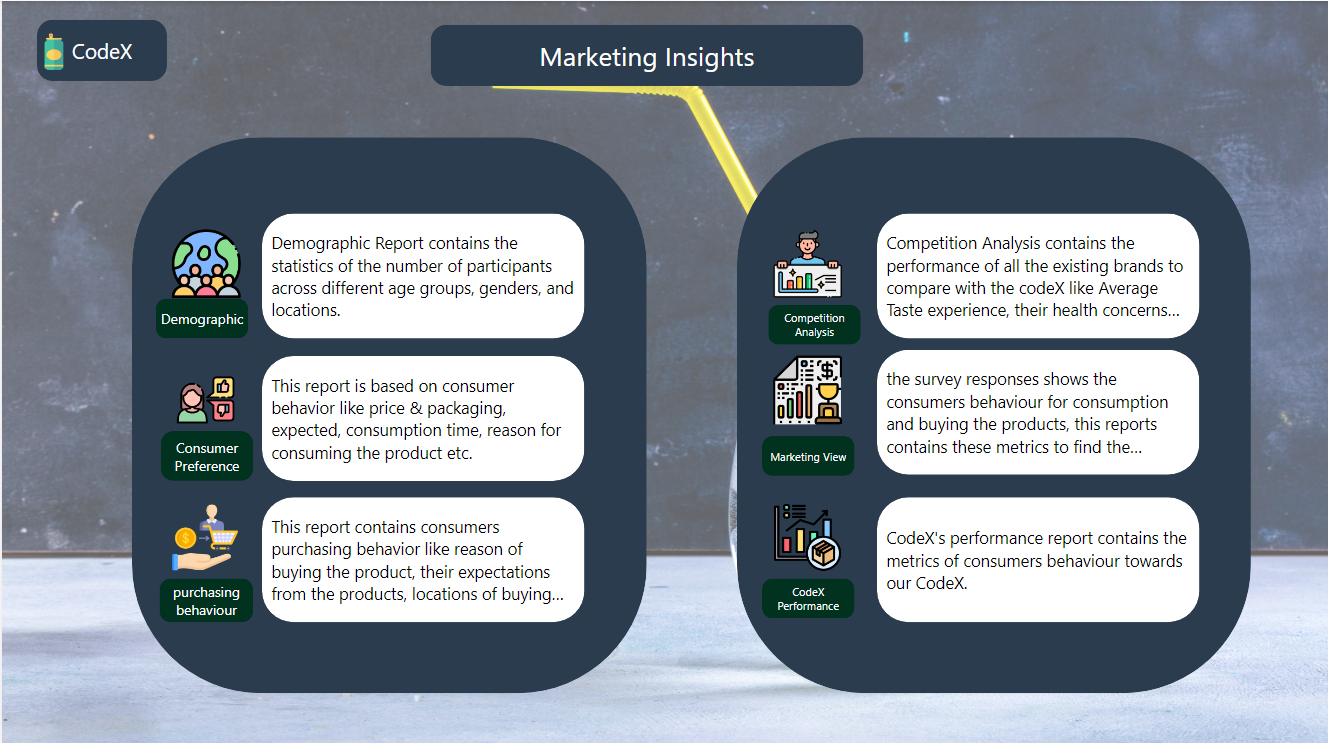 CodeX
Marketing Insights
Demographic Report contains the
statistics of the number of participants
across different age groups, genders, and
locations.
Demographic
This report is based on consumer
behavior like price & packaging,
expected, consumption time, reason for
consuming the product etc.
Consumer
Preference
This report contains consumers
purchasing behavior like reason of
buying the product, their expectations
from the products, locations of buying...
purchasing
behaviour
Competition Analysis contains the
performance of all the existing brands to
compare with the codeX like Average
Taste experience, their health concerns...
Competition
Analysis
the survey responses shows the
consumers behaviour for consumption
and buying the products, this reports
contains these metrics to find the...
Marketing View
CodeX's performance report contains the
metrics of consumers behaviour towards
our CodeX.
CodeX
Performance